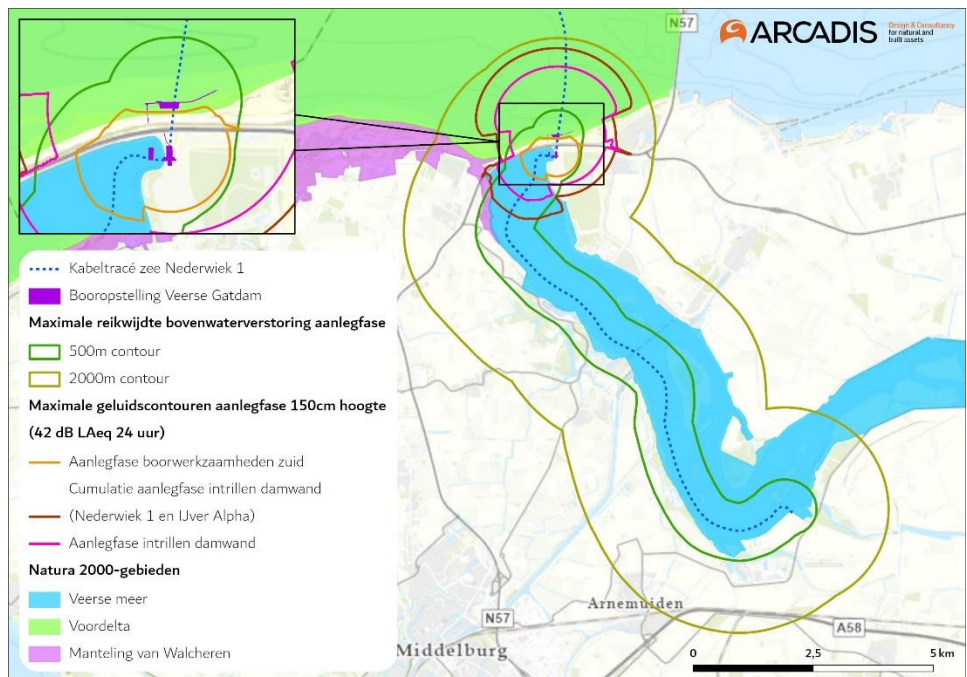 N57
ARCADIS
Design & Consultancy
for natural and
built assets
Kabeltracé zee Nederwiek 1
Booropstelling Veerse Gatdam
Maximale reikwijdte bovenwaterverstoring aanlegfase
500m contour
2000m contour
Maximale geluidscontouren aanlegfase 150cm hoogte
(42 dB LAeq 24 uur)
Aanlegfase boorwerkzaamheden zuid
Cumulatie aanlegfase intrillen damwand
(Nederwiek 1 en IJver Alpha)
Aanlegfase intrillen damwand
Natura 2000-gebieden
Veerse meer
Voordelta
Manteling van Walcheren
Arnemuiden
N57
A58
Middelburg
0 2,5 5 km